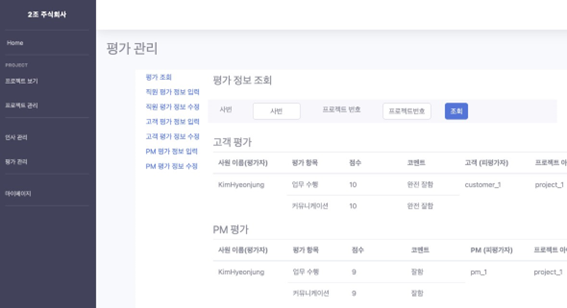 2조 주식회사
Home
PROJECT
프로젝트 보기
프로젝트 관리
인사 관리
평가 관리
마이페이지
평가 관리
평가 조회
직원 평가 정보 입력
직원 평가 정보 수정
고객 평가 정보 입력
고객 평가 정보 수정
PM 평가 정보 입력
PM 평가 정보 수정
평가 정보 조회
사번 사번 프로젝트 번호 프로젝트번호 조회
고객 평가
사원 이름(평가자) 평가 항목 점수 코멘트 고객 (피평가자) 프로젝트
KimHyeonjung 업무 수행 10 완전 잘함 customer_1 project_1
커뮤니케이션 10 완전 잘함
PM 평가
사원 이름(평가자) 평가 항목 점수 코멘트 PM (피평가자) 프로젝트
KimHyeonjung 업무 수행 9 잘함 pm_1 project_1
커뮤니케이션 9 잘함